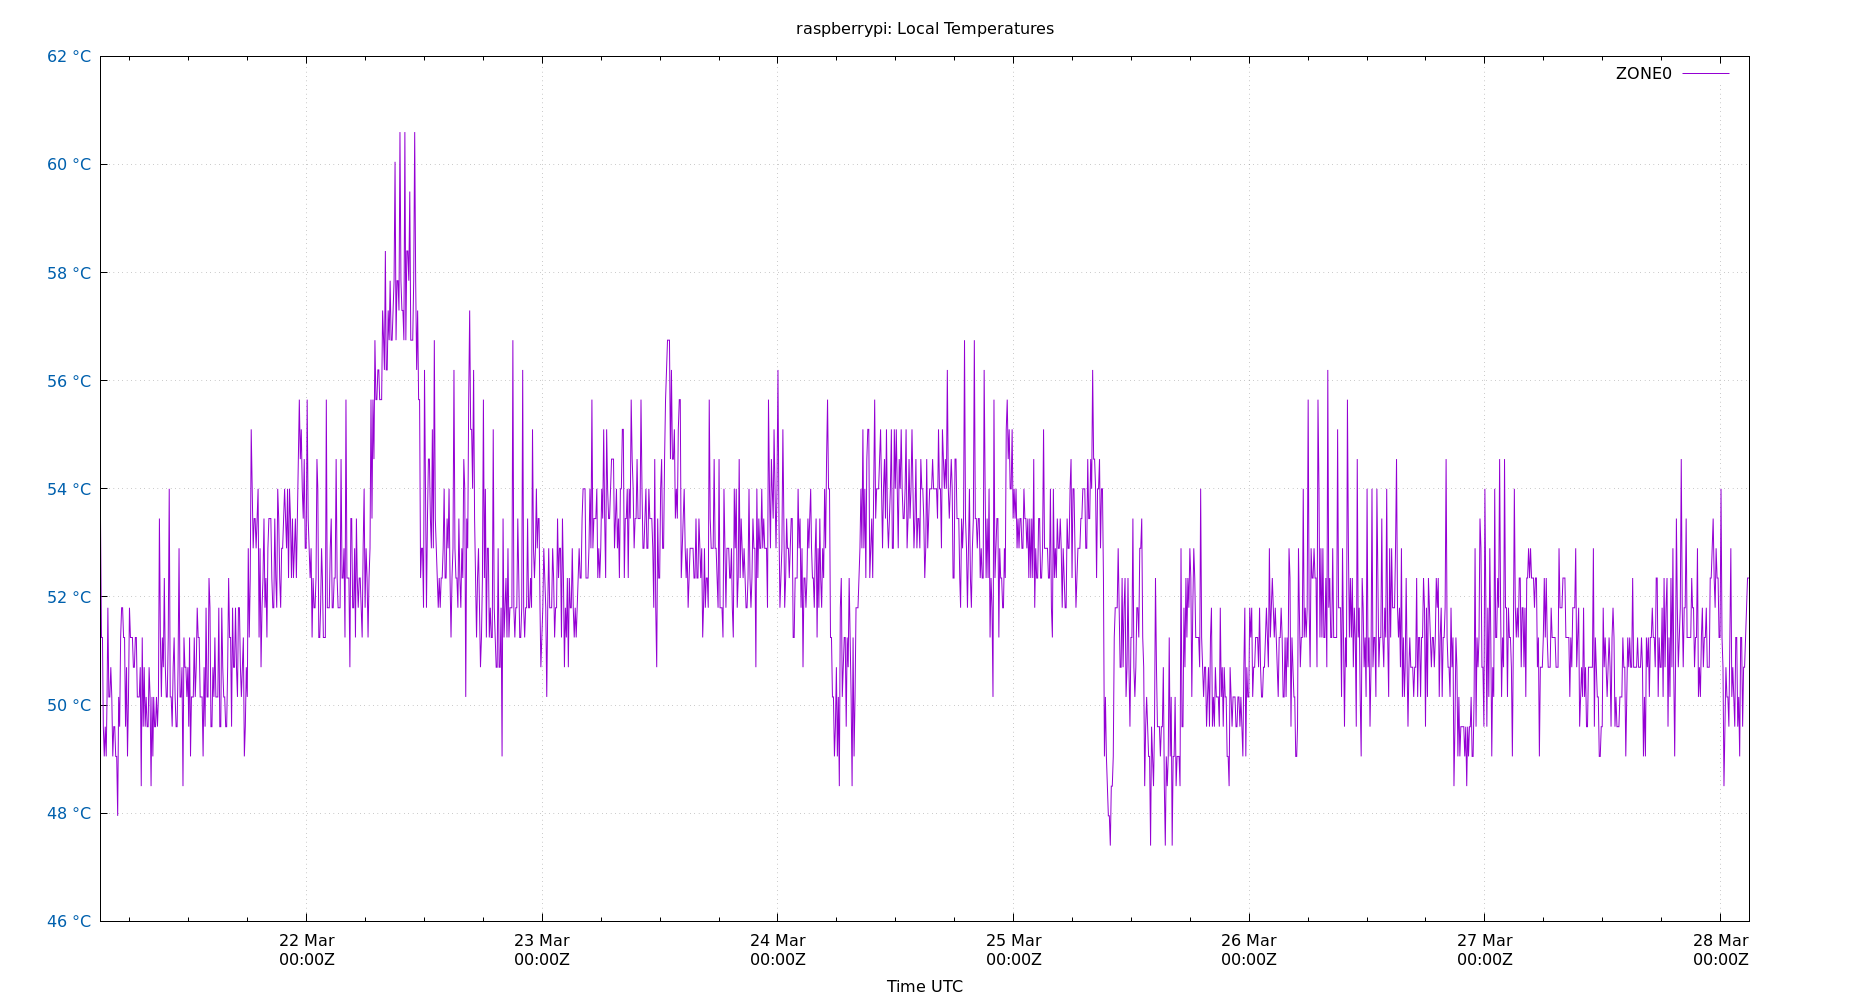 raspberrypi: Local Temperatures
62 °C
ZONE0
60 °C
58 °C
56 °C
54 °C
52 °C
50 °C
48 °C
46 °C
22 Mar 23 Mar 24 Mar 25 Mar 26 Mar 27 Mar 28 Mar
00:00Z 00:00Z 00:00Z 00:00Z 00:00Z 00:00Z 00:00Z
Time UTC